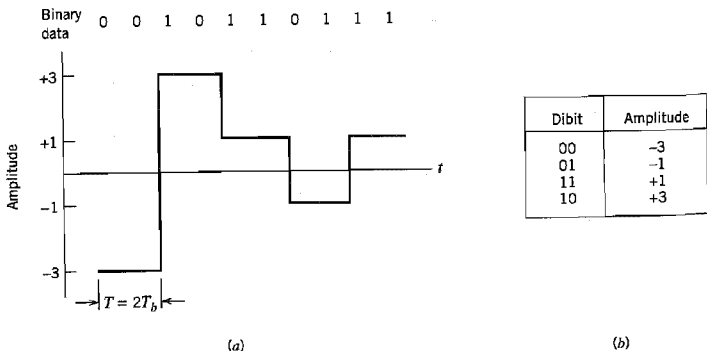 Binary data 0 0 1 0 1 1 0 1 1 1
Amplitude
+3
+1
-1
-3
t
T = 2T_b
(a)
Dibit Amplitude
00 -3
01 -1
11 +1
10 +3
(b)